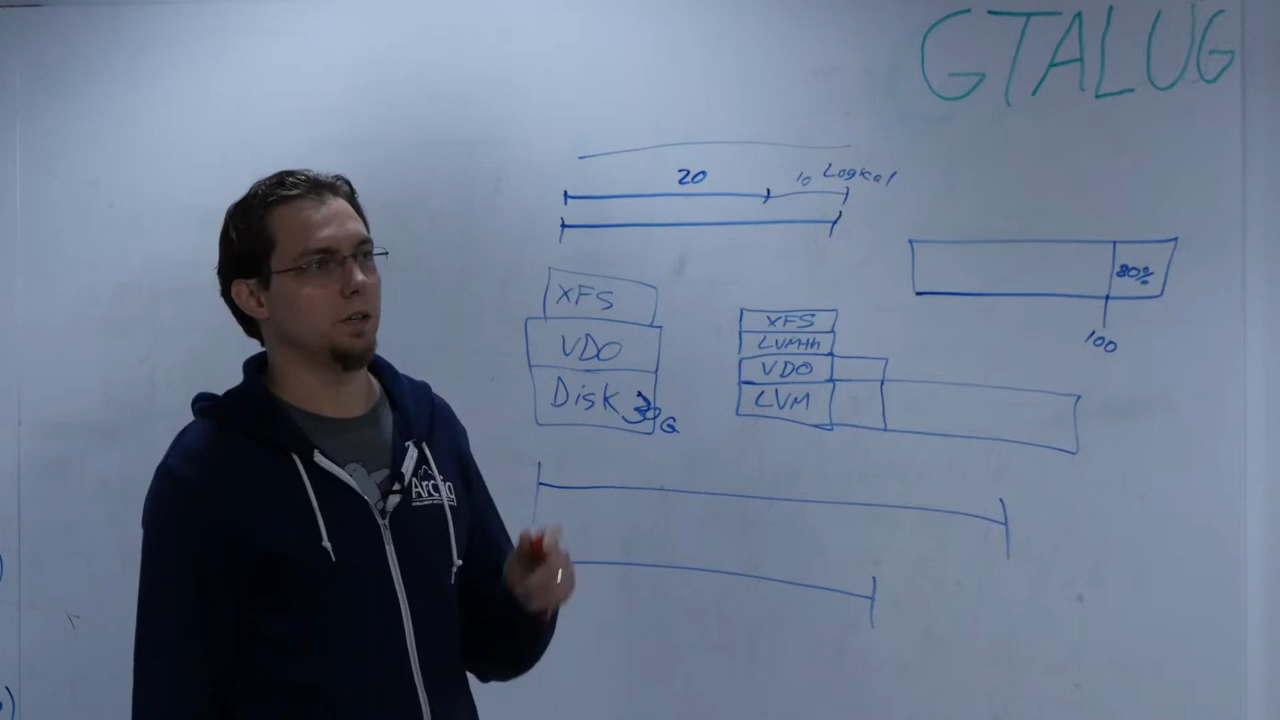 GTALUG
20
10 Logical
80%
100
XFS
VDO
Disk 30G
XFS
LVMth
VDO
LVM
Arctiq